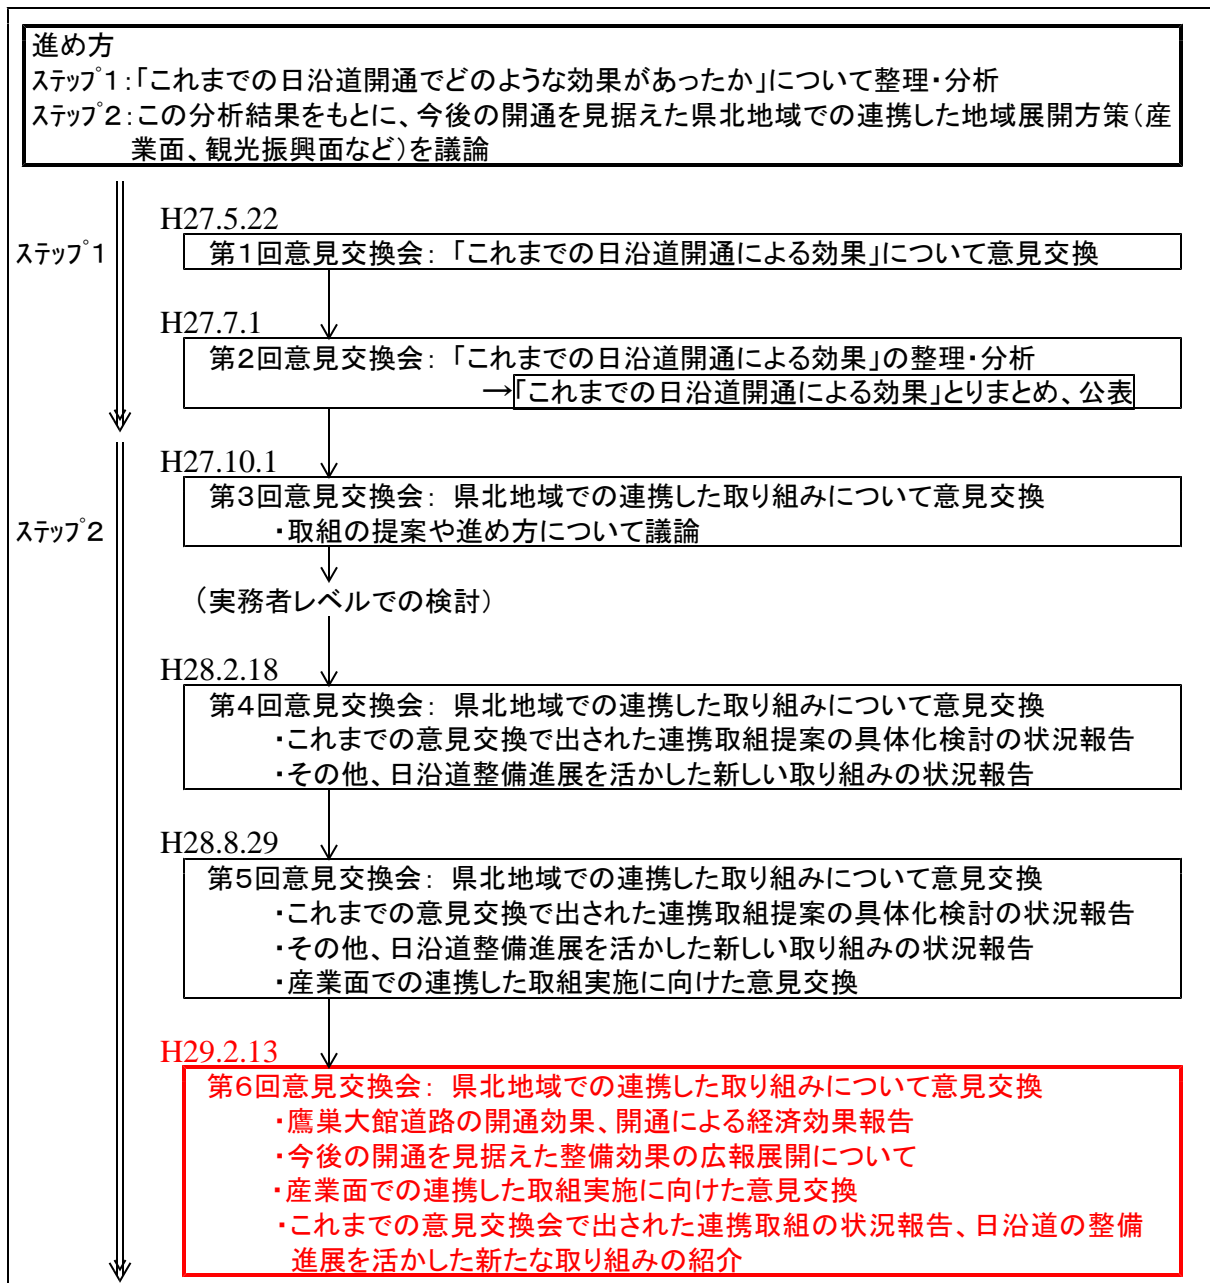 進め方
ステップ1：「これまでの日沿道開通でどのような効果があったか」について整理・分析
ステップ2：この分析結果をもとに、今後の開通を見据えた県北地域での連携した地域展開方策（産
業面、観光振興面など）を議論
H27.5.22
ステップ1
第1回意見交換会： 「これまでの日沿道開通による効果」について意見交換
H27.7.1
第2回意見交換会： 「これまでの日沿道開通による効果」の整理・分析
→「これまでの日沿道開通による効果」とりまとめ、公表
H27.10.1
第3回意見交換会： 県北地域での連携した取り組みについて意見交換
ステップ2
・取組の提案や進め方について議論
（実務者レベルでの検討）
H28.2.18
第4回意見交換会： 県北地域での連携した取り組みについて意見交換
・これまでの意見交換で出された連携取組提案の具体化検討の状況報告
・その他、日沿道整備進展を活かした新しい取り組みの状況報告
H28.8.29
第5回意見交換会： 県北地域での連携した取り組みについて意見交換
・これまでの意見交換で出された連携取組提案の具体化検討の状況報告
・その他、日沿道整備進展を活かした新しい取り組みの状況報告
・産業面での連携した取組実施に向けた意見交換
H29.2.13
第6回意見交換会： 県北地域での連携した取り組みについて意見交換
・鷹巣大館道路の開通効果、開通による経済効果報告
・今後の開通を見据えた整備効果の広報展開について
・産業面での連携した取組実施に向けた意見交換
・これまでの意見交換会で出された連携取組の状況報告、日沿道の整備
進展を活かした新たな取り組みの紹介